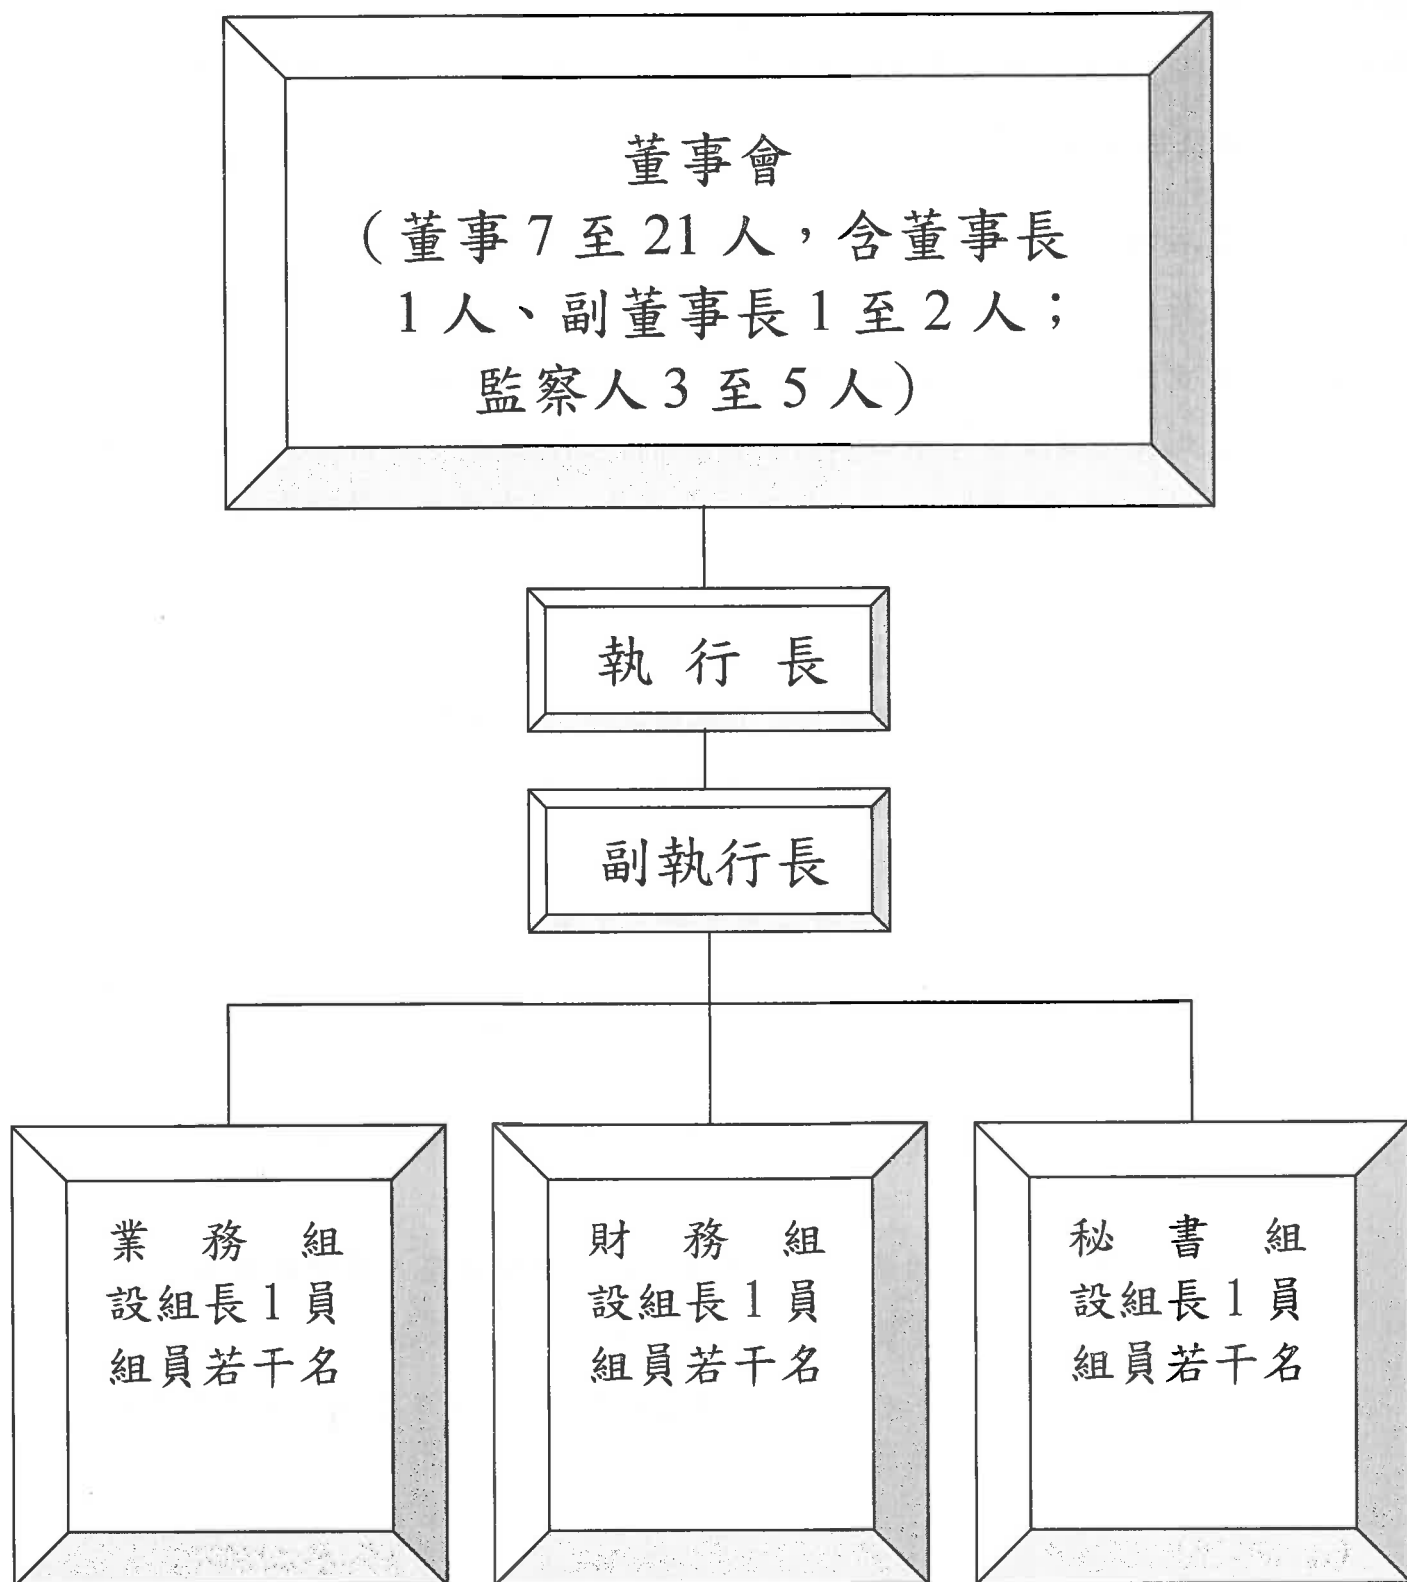 董事會
（董事 7 至 21 人，含董事長
1 人、副董事長 1 至 2 人；
監察人 3 至 5 人）
執 行 長
副執行長
業 務 組
設組長 1 員
組員若干名
財 務 組
設組長 1 員
組員若干名
秘 書 組
設組長 1 員
組員若干名